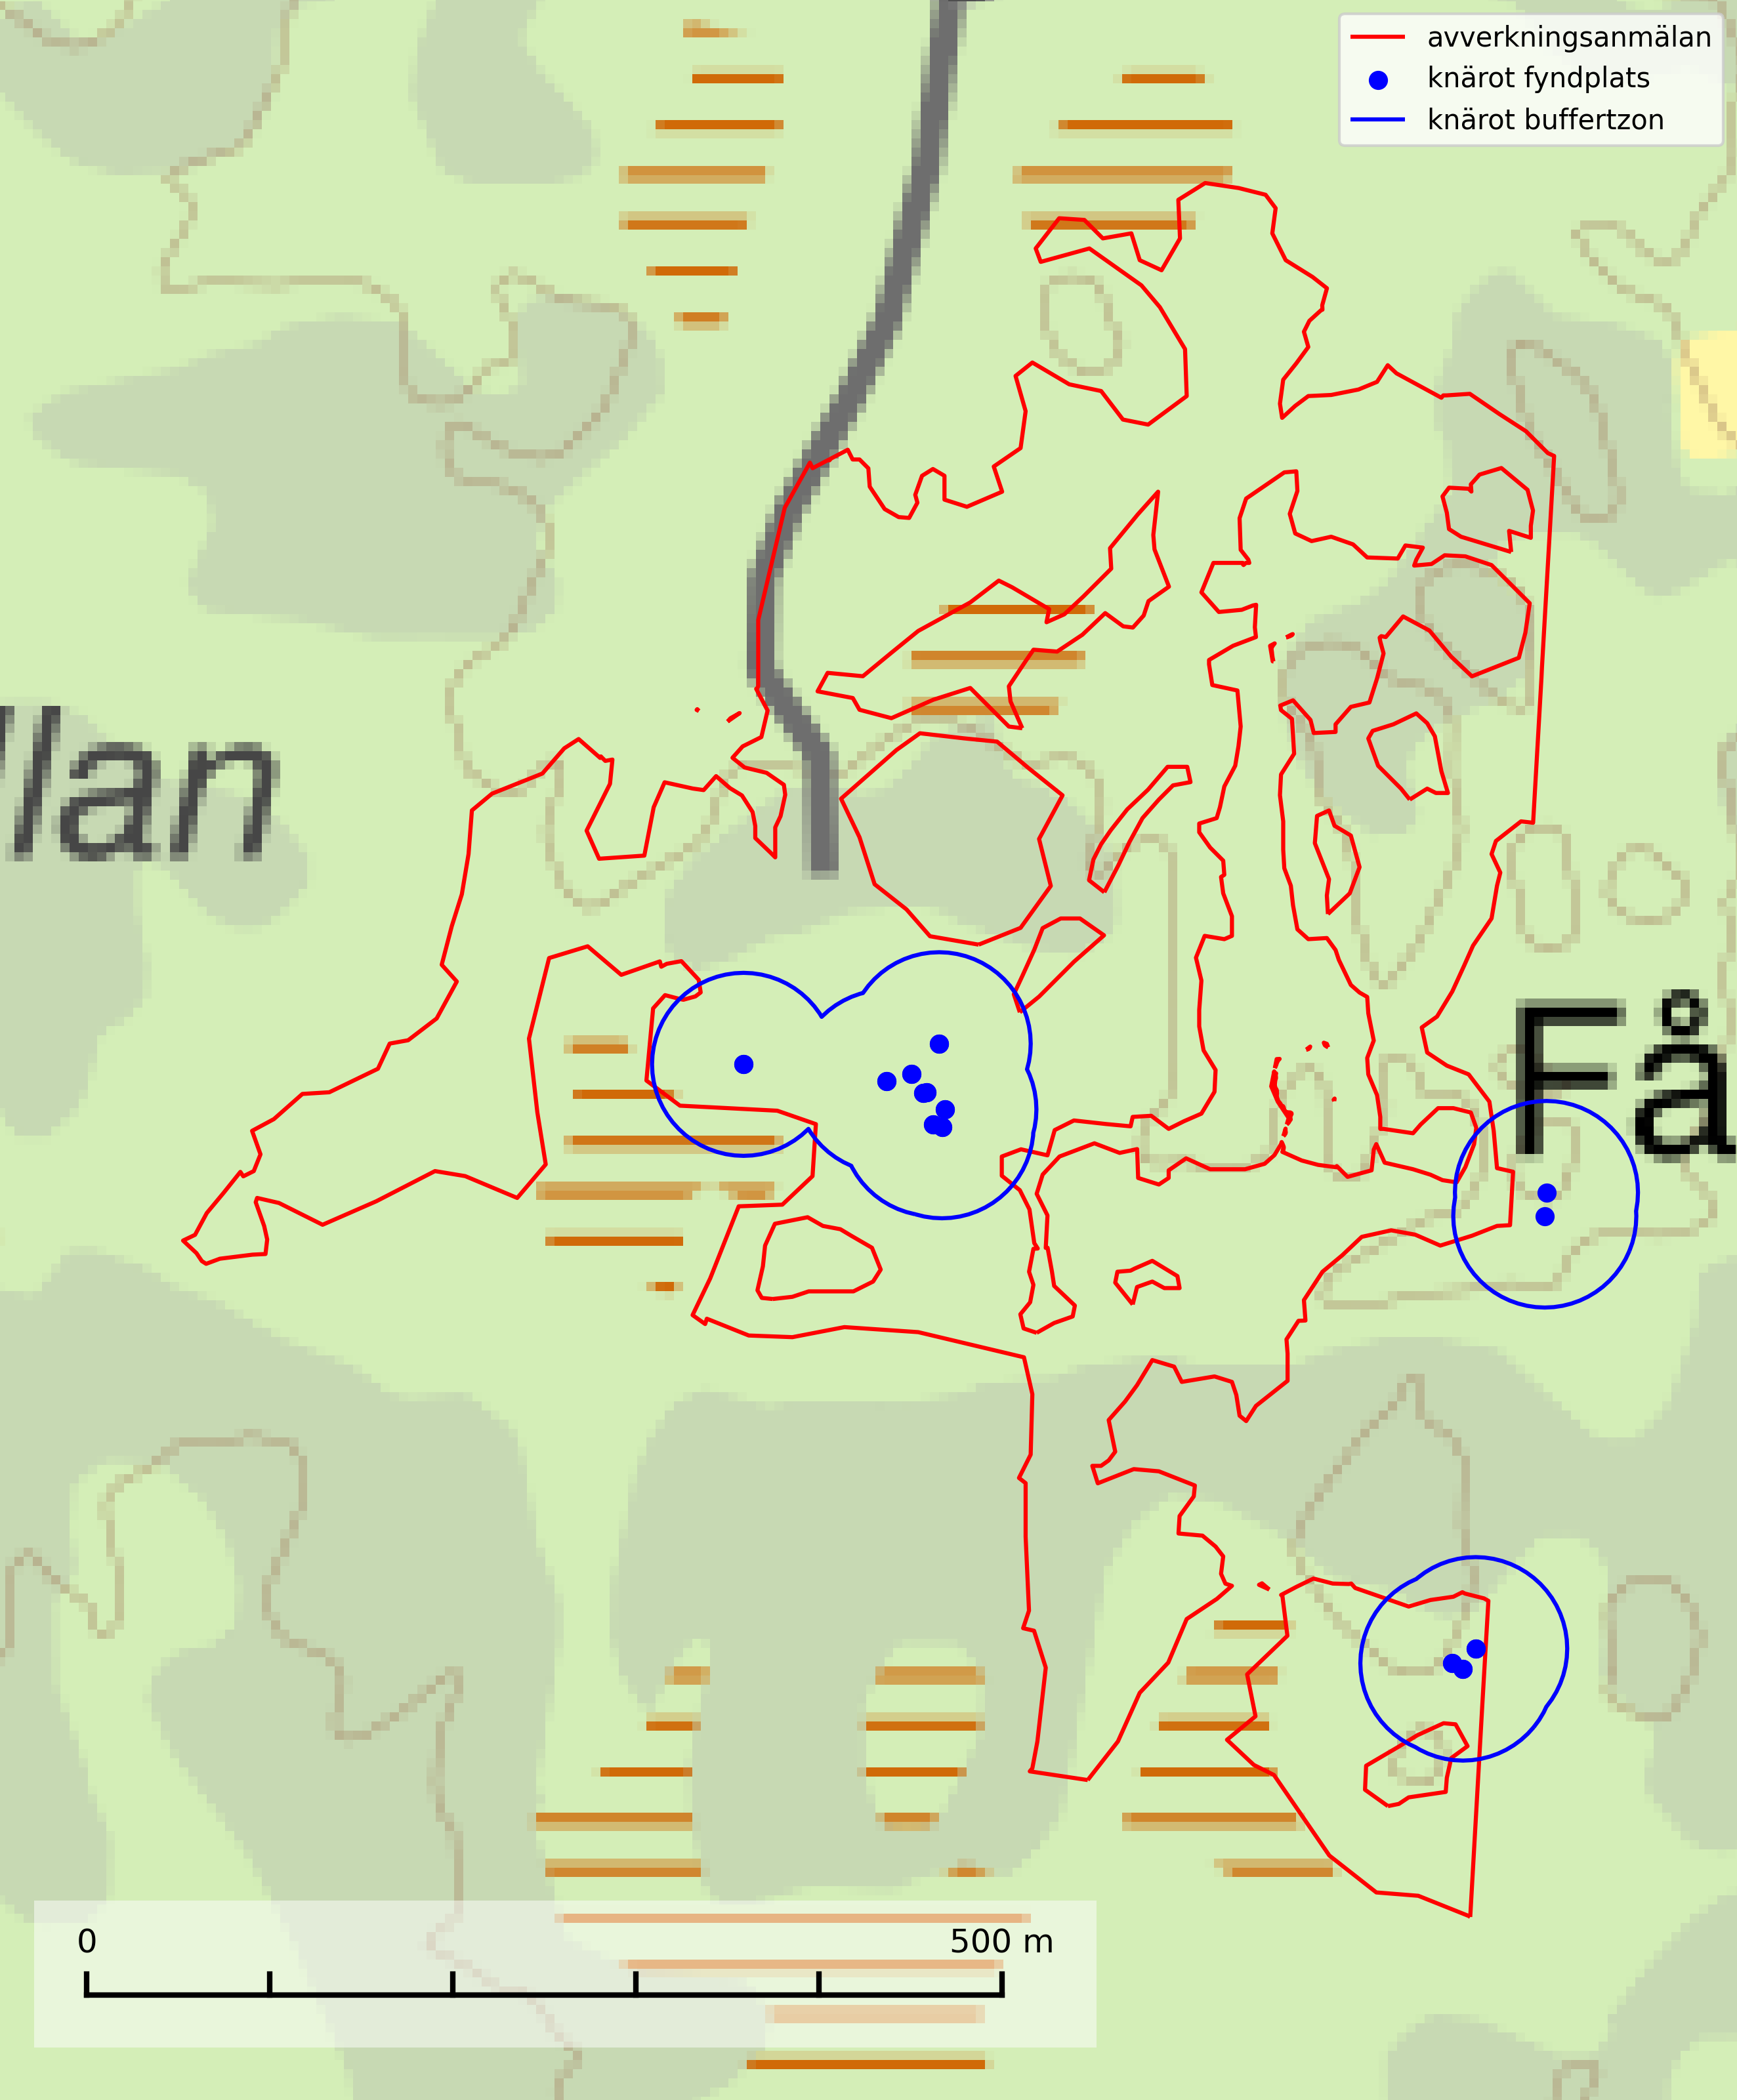 avverkningsanmälan
knärot fyndplats
knärot buffertzon
llan
Få
0 500 m